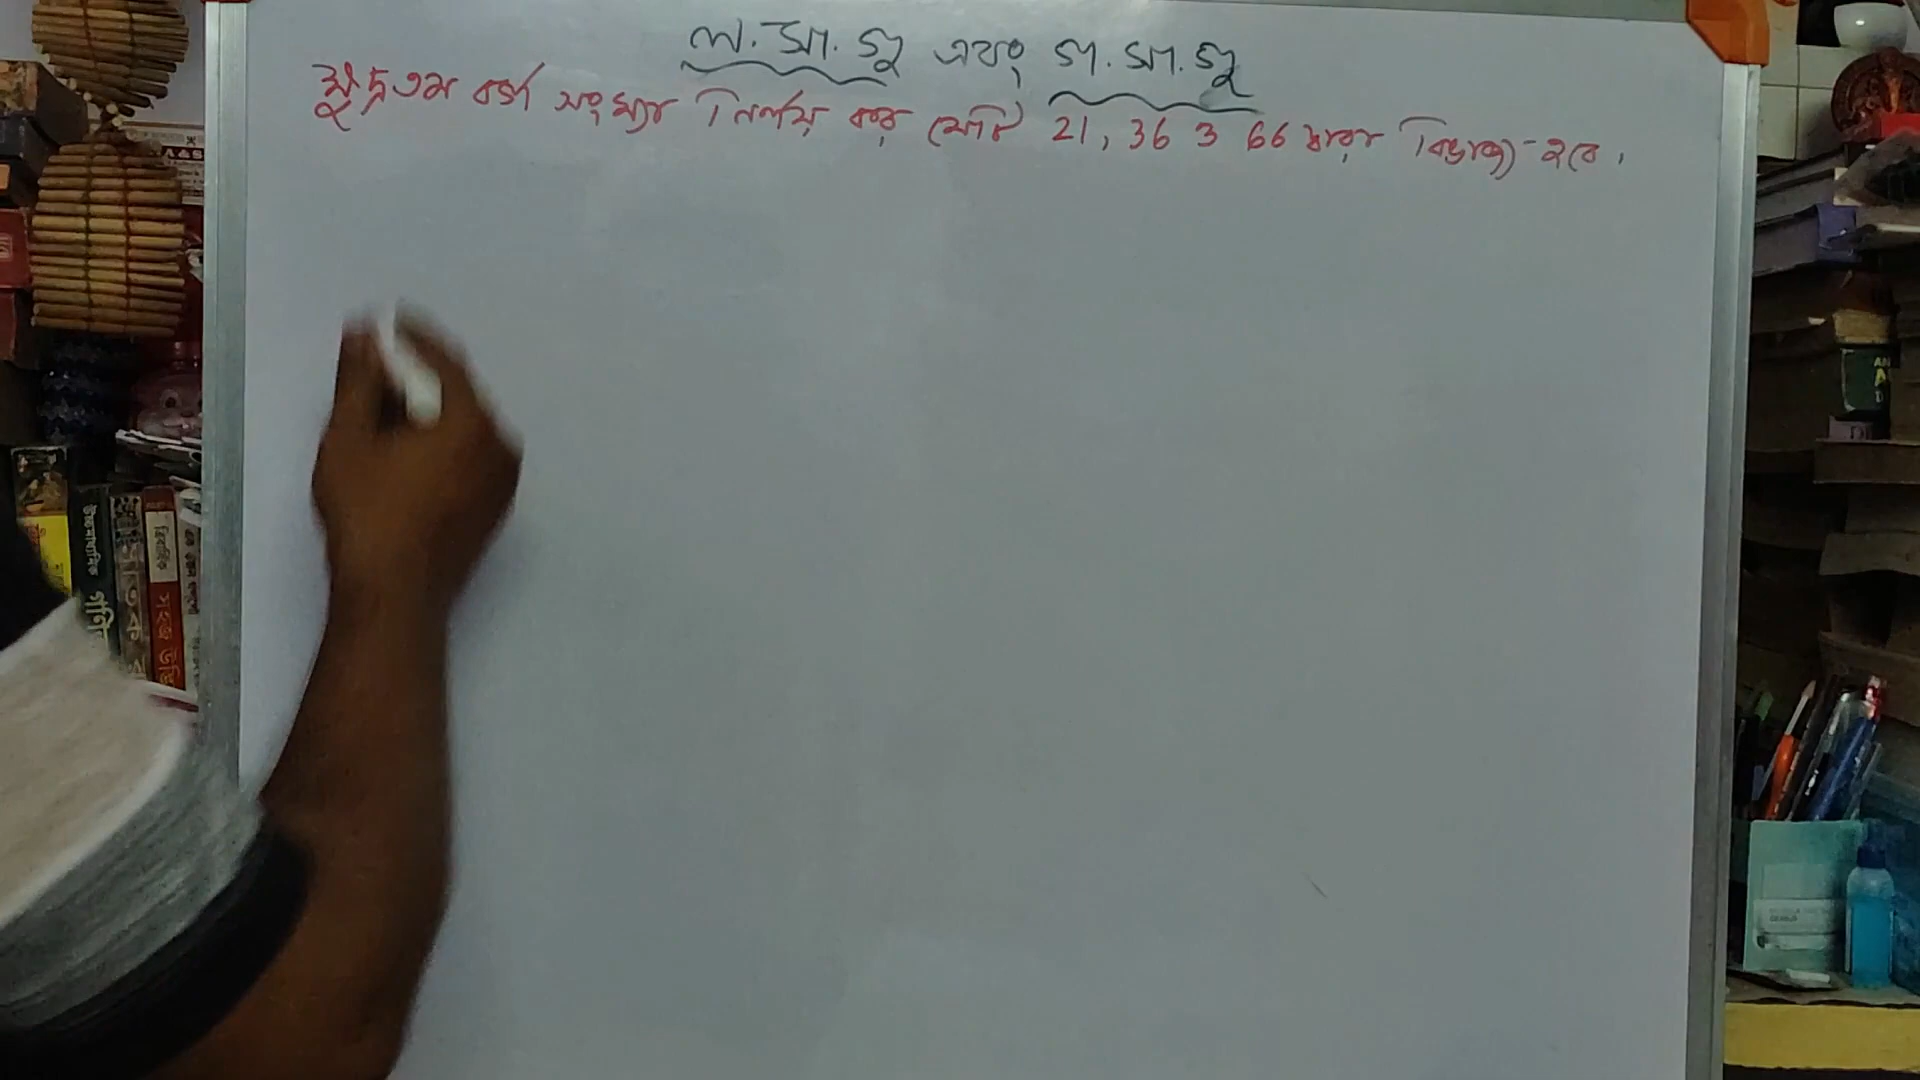 ল.সা.গু এবং গ.সা.গু
ক্ষুদ্রতম বর্গ সংখ্যা নির্ণয় কর যেটি 21, 36 ও 66 দ্বারা বিভাজ্য হবে।